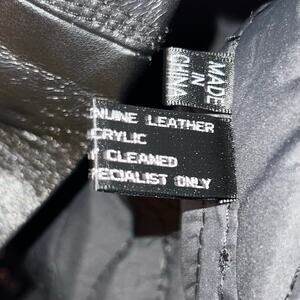 MADE
IN
CHINA
NUINE LEATHER
CRYLIC
CLEANED
PECIALIST ONLY